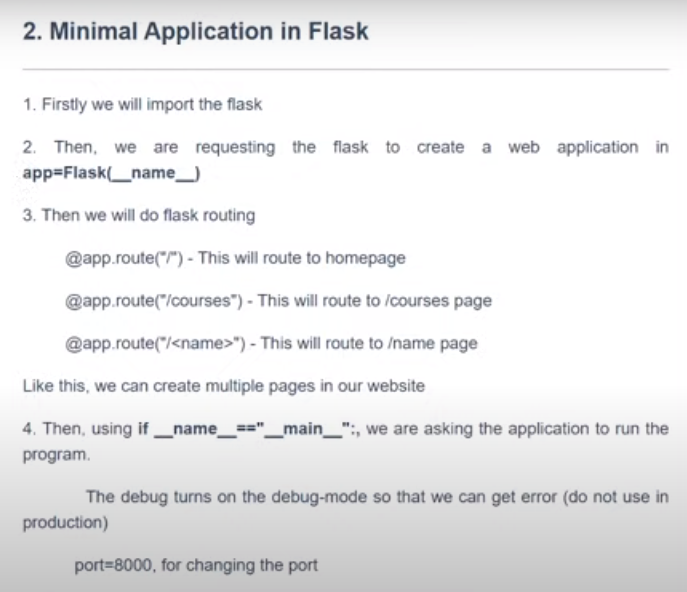 2. Minimal Application in Flask
1. Firstly we will import the flask
2. Then, we are requesting the flask to create a web application in
app=Flask(__name__)
3. Then we will do flask routing
@app.route("/") - This will route to homepage
@app.route("/courses") - This will route to /courses page
@app.route("/<name>") - This will route to /name page
Like this, we can create multiple pages in our website
4. Then, using if __name__=="__main__":, we are asking the application to run the
program.
The debug turns on the debug-mode so that we can get error (do not use in
production)
port=8000, for changing the port